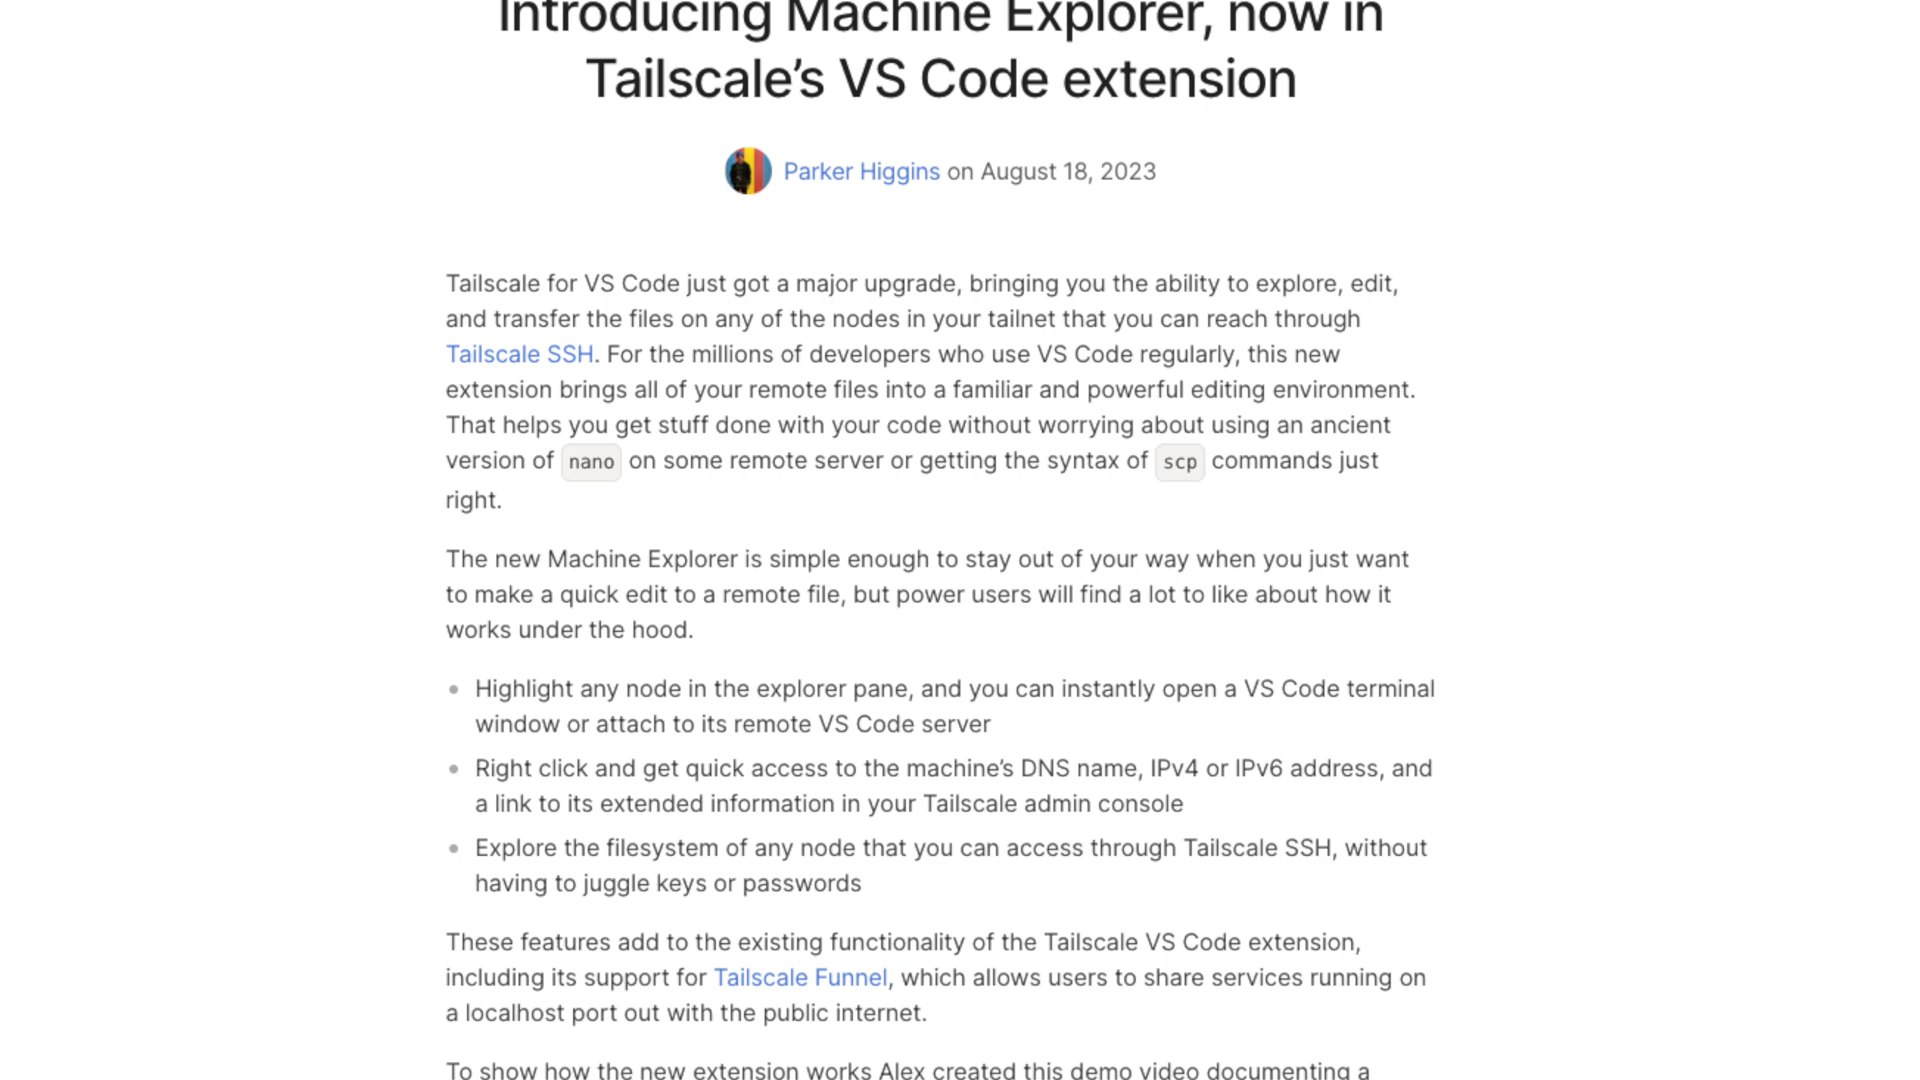 Introducing Machine Explorer, now in
Tailscale’s VS Code extension
Parker Higgins on August 18, 2023
Tailscale for VS Code just got a major upgrade, bringing you the ability to explore, edit,
and transfer the files on any of the nodes in your tailnet that you can reach through
Tailscale SSH. For the millions of developers who use VS Code regularly, this new
extension brings all of your remote files into a familiar and powerful editing environment.
That helps you get stuff done with your code without worrying about using an ancient
version of nano on some remote server or getting the syntax of scp commands just
right.
The new Machine Explorer is simple enough to stay out of your way when you just want
to make a quick edit to a remote file, but power users will find a lot to like about how it
works under the hood.
• Highlight any node in the explorer pane, and you can instantly open a VS Code terminal
window or attach to its remote VS Code server
• Right click and get quick access to the machine’s DNS name, IPv4 or IPv6 address, and
a link to its extended information in your Tailscale admin console
• Explore the filesystem of any node that you can access through Tailscale SSH, without
having to juggle keys or passwords
These features add to the existing functionality of the Tailscale VS Code extension,
including its support for Tailscale Funnel, which allows users to share services running on
a localhost port out with the public internet.
To show how the new extension works Alex created this demo video documenting a